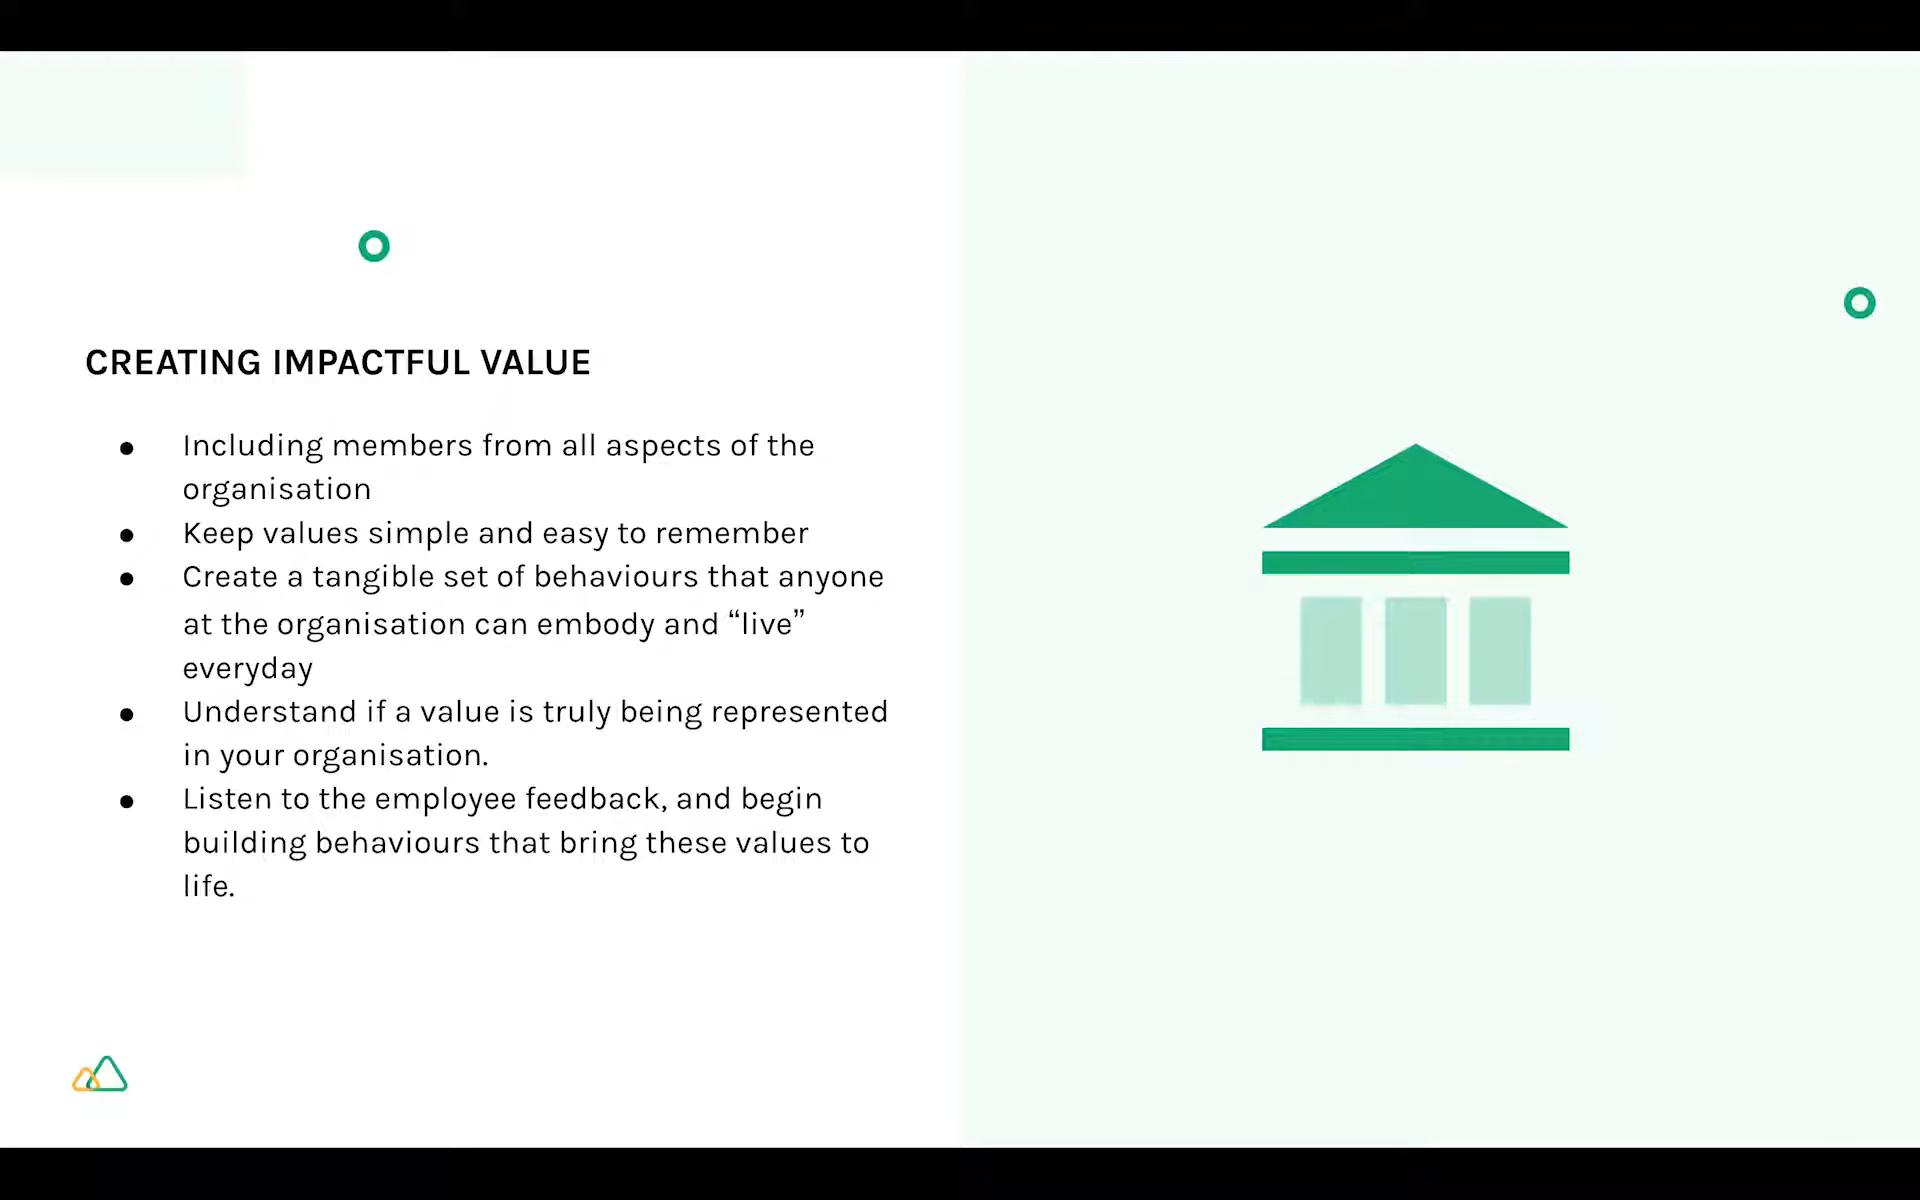 CREATING IMPACTFUL VALUE
● Including members from all aspects of the
organisation
● Keep values simple and easy to remember
● Create a tangible set of behaviours that anyone
at the organisation can embody and “live”
everyday
● Understand if a value is truly being represented
in your organisation.
● Listen to the employee feedback, and begin
building behaviours that bring these values to
life.